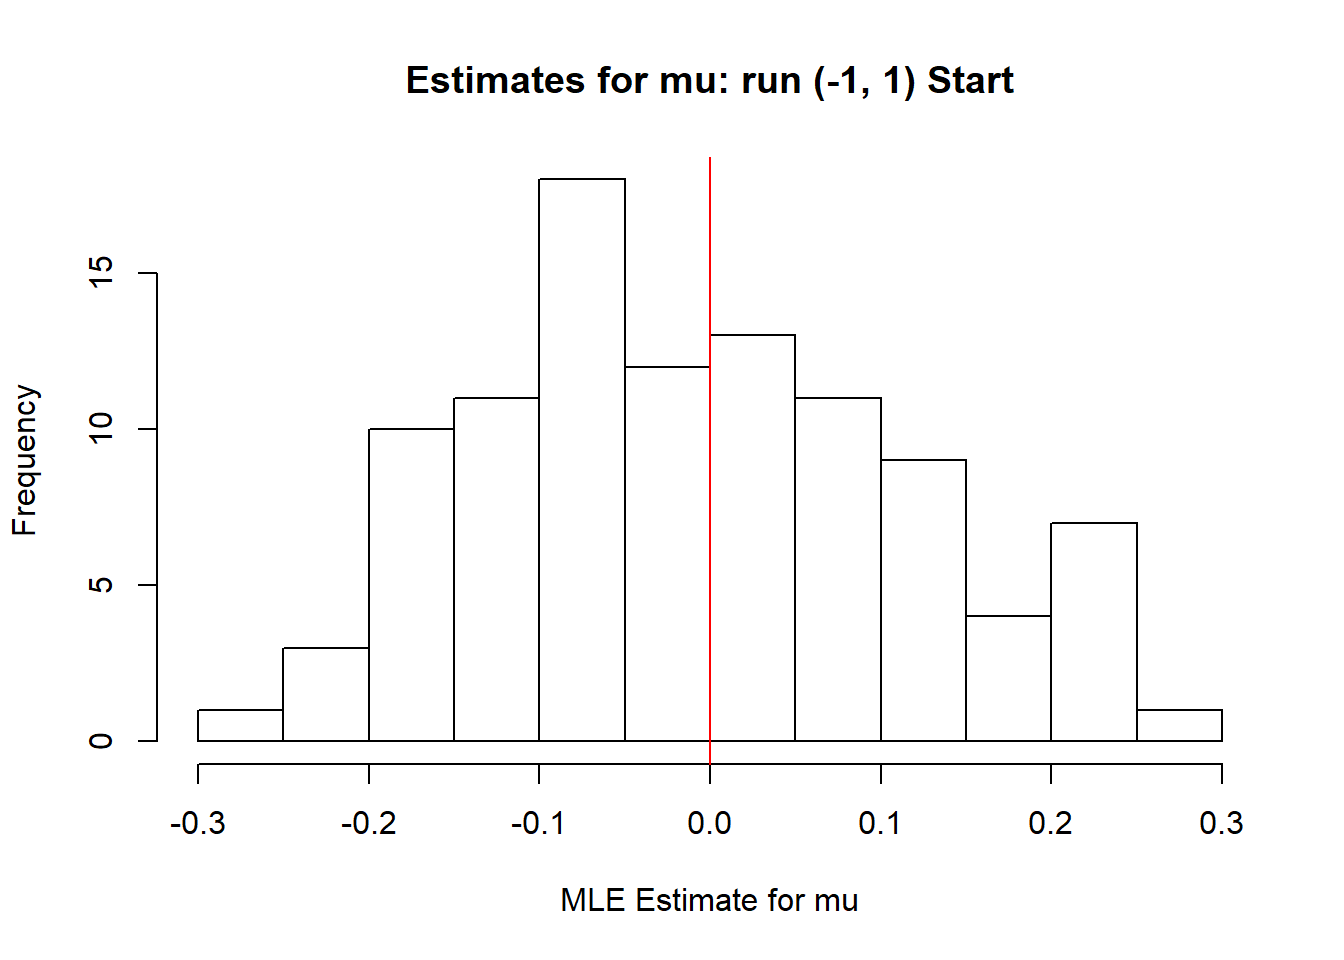 Estimates for mu: run (-1, 1) Start
Frequency
15
10
5
0
-0.3 -0.2 -0.1 0.0 0.1 0.2 0.3
MLE Estimate for mu